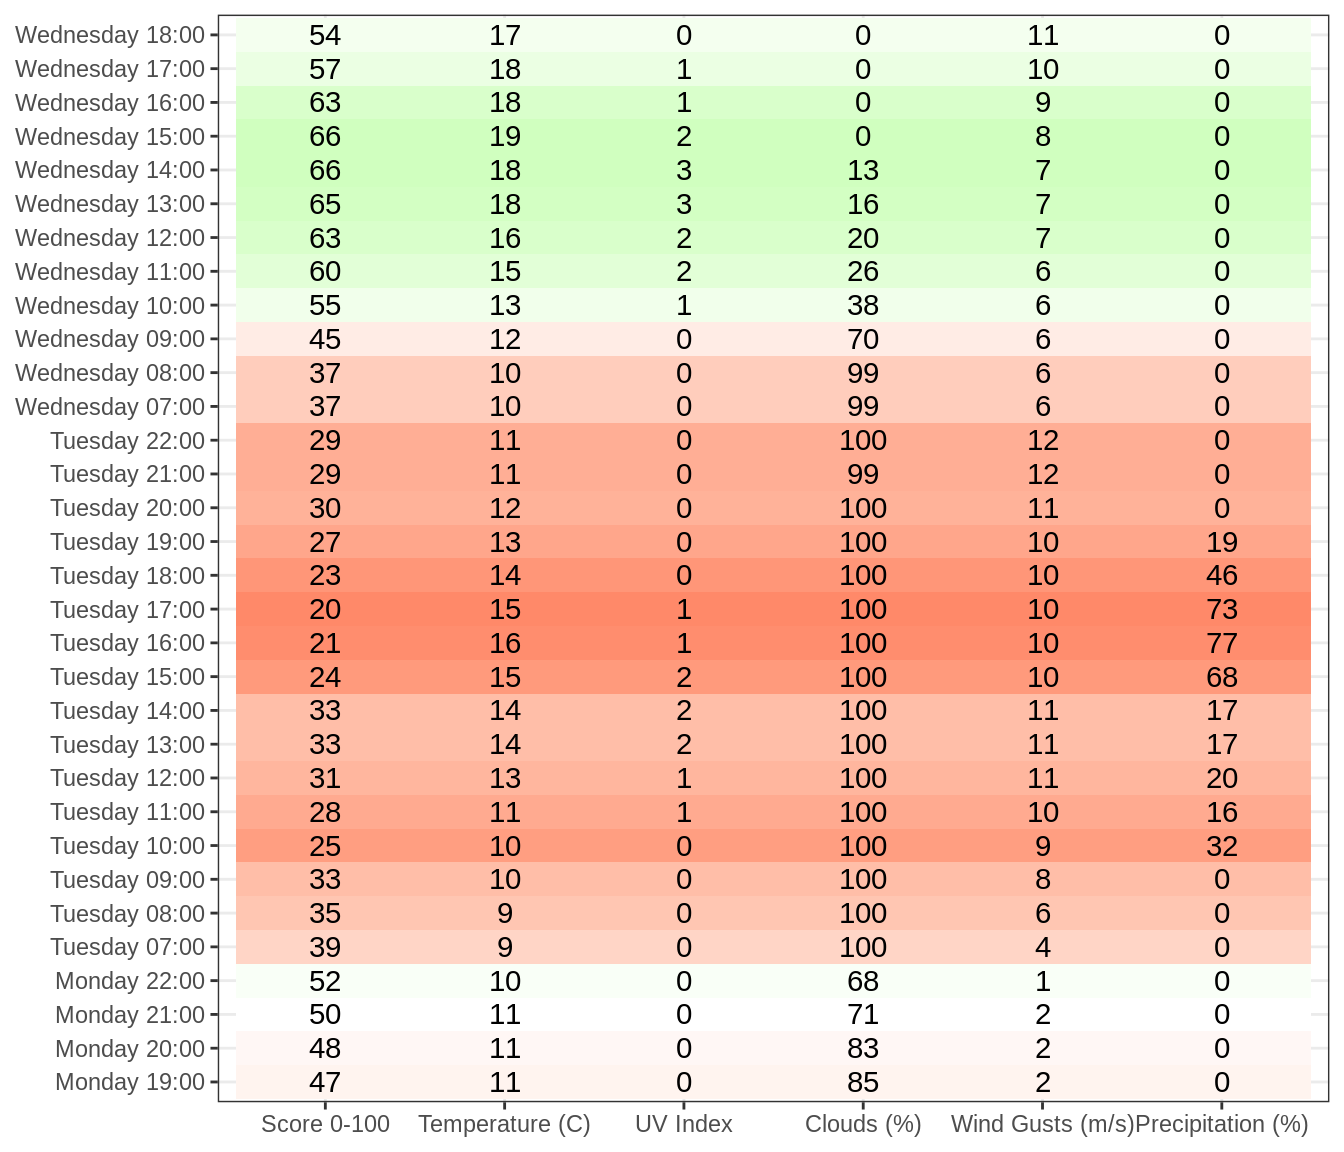 Wednesday 18:00 54 17 0 0 11 0
Wednesday 17:00 57 18 1 0 10 0
Wednesday 16:00 63 18 1 0 9 0
Wednesday 15:00 66 19 2 0 8 0
Wednesday 14:00 66 18 3 13 7 0
Wednesday 13:00 65 18 3 16 7 0
Wednesday 12:00 63 16 2 20 7 0
Wednesday 11:00 60 15 2 26 6 0
Wednesday 10:00 55 13 1 38 6 0
Wednesday 09:00 45 12 0 70 6 0
Wednesday 08:00 37 10 0 99 6 0
Wednesday 07:00 37 10 0 99 6 0
Tuesday 22:00 29 11 0 100 12 0
Tuesday 21:00 29 11 0 99 12 0
Tuesday 20:00 30 12 0 100 11 0
Tuesday 19:00 27 13 0 100 10 19
Tuesday 18:00 23 14 0 100 10 46
Tuesday 17:00 20 15 1 100 10 73
Tuesday 16:00 21 16 1 100 10 77
Tuesday 15:00 24 15 2 100 10 68
Tuesday 14:00 33 14 2 100 11 17
Tuesday 13:00 33 14 2 100 11 17
Tuesday 12:00 31 13 1 100 11 20
Tuesday 11:00 28 11 1 100 10 16
Tuesday 10:00 25 10 0 100 9 32
Tuesday 09:00 33 10 0 100 8 0
Tuesday 08:00 35 9 0 100 6 0
Tuesday 07:00 39 9 0 100 4 0
Monday 22:00 52 10 0 68 1 0
Monday 21:00 50 11 0 71 2 0
Monday 20:00 48 11 0 83 2 0
Monday 19:00 47 11 0 85 2 0
Score 0-100 Temperature (C) UV Index Clouds (%) Wind Gusts (m/s) Precipitation (%)